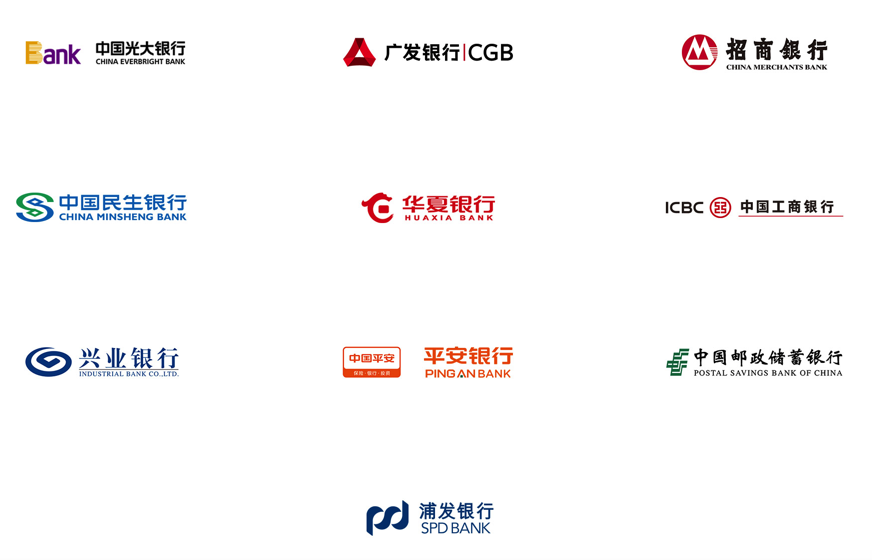 Bank
中国光大银行
CHINA EVERBRIGHT BANK
广发银行|CGB
招商银行
CHINA MERCHANTS BANK
中国民生银行
CHINA MINSHENG BANK
华夏银行
HUAXIA BANK
ICBC 中国工商银行
兴业银行
INDUSTRIAL BANK CO.,LTD.
中国平安
保险·银行·投资
平安银行
PINGAN BANK
中国邮政储蓄银行
POSTAL SAVINGS BANK OF CHINA
浦发银行
SPD BANK